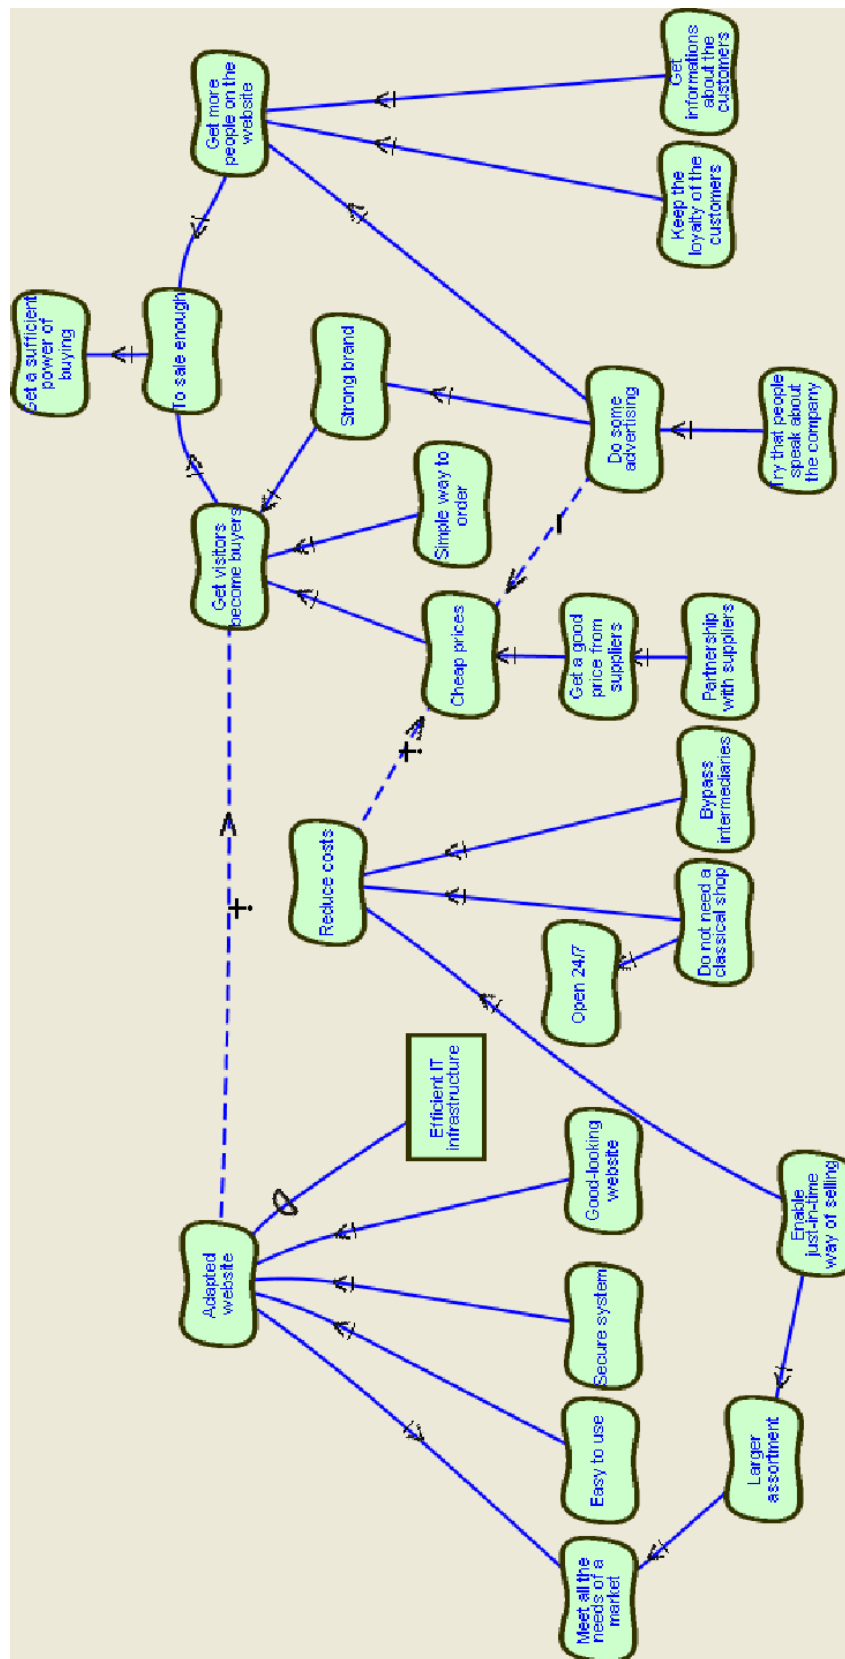 Get a sufficient
power of
buying
Get more
people on the
website
To sale enough
Get visitors
become buyers
Adapted
website
Strong brand
Reduce costs
Simple way to
order
Cheap prices
Efficient IT
infrastructure
Do some
advertising
Get a good
price from
suppliers
Open 24/7
Good-looking
website
Secure system
Easy to use
Meet all the
needs of a
market
Get
informations
about the
customers
Keep the
loyalty of the
customers
Partnership
with suppliers
Bypass
intermediaries
Do not need a
classical shop
Try that people
speak about
the company
Enable
just-in-time
way of selling
Larger
assortment